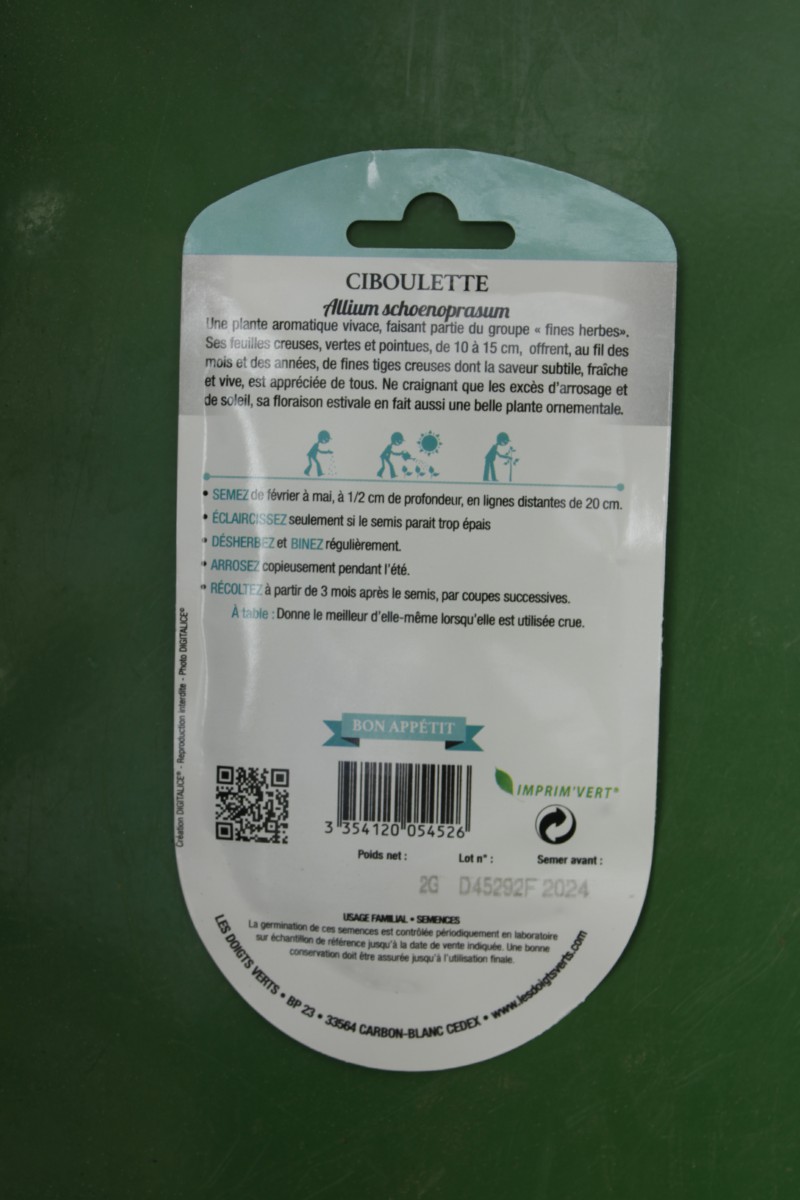 CIBOULETTE
Allium schoenoprasum
Une plante aromatique vivace, faisant partie du groupe « fines herbes».
Ses feuilles creuses, vertes et pointues, de 10 à 15 cm, offrent, au fil des
mois et des années, de fines tiges creuses dont la saveur subtile, fraîche
et vive, est appréciée de tous. Ne craignant que les excès d'arrosage et
de soleil, sa floraison estivale en fait aussi une belle plante ornementale.
• SEMEZ de février à mai, à 1/2 cm de profondeur, en lignes distantes de 20 cm.
• ÉCLAIRCISSEZ seulement si le semis parait trop épais
• DÉSHERBEZ et BINEZ régulièrement.
• ARROSEZ copieusement pendant l'été.
• RÉCOLTEZ à partir de 3 mois après le semis, par coupes successives.
À table : Donne le meilleur d'elle-même lorsqu'elle est utilisée crue.
Création DIGITALICE® - Reproduction interdite - Photo DIGITALICE®
BON APPÉTIT
IMPRIM'VERT®
3 354120 054526
Poids net : Lot n° : Semer avant :
2G D45292F 2024
USAGE FAMILIAL • SEMENCES
La germination de ces semences est contrôlée périodiquement en laboratoire
sur échantillon de référence jusqu'à la date de vente indiquée. Une bonne
conservation doit être assurée jusqu'à l'utilisation finale.
LES DOIGTS VERTS • BP 23 • 33564 CARBON-BLANC CEDEX • www.lesdoigtsverts.com